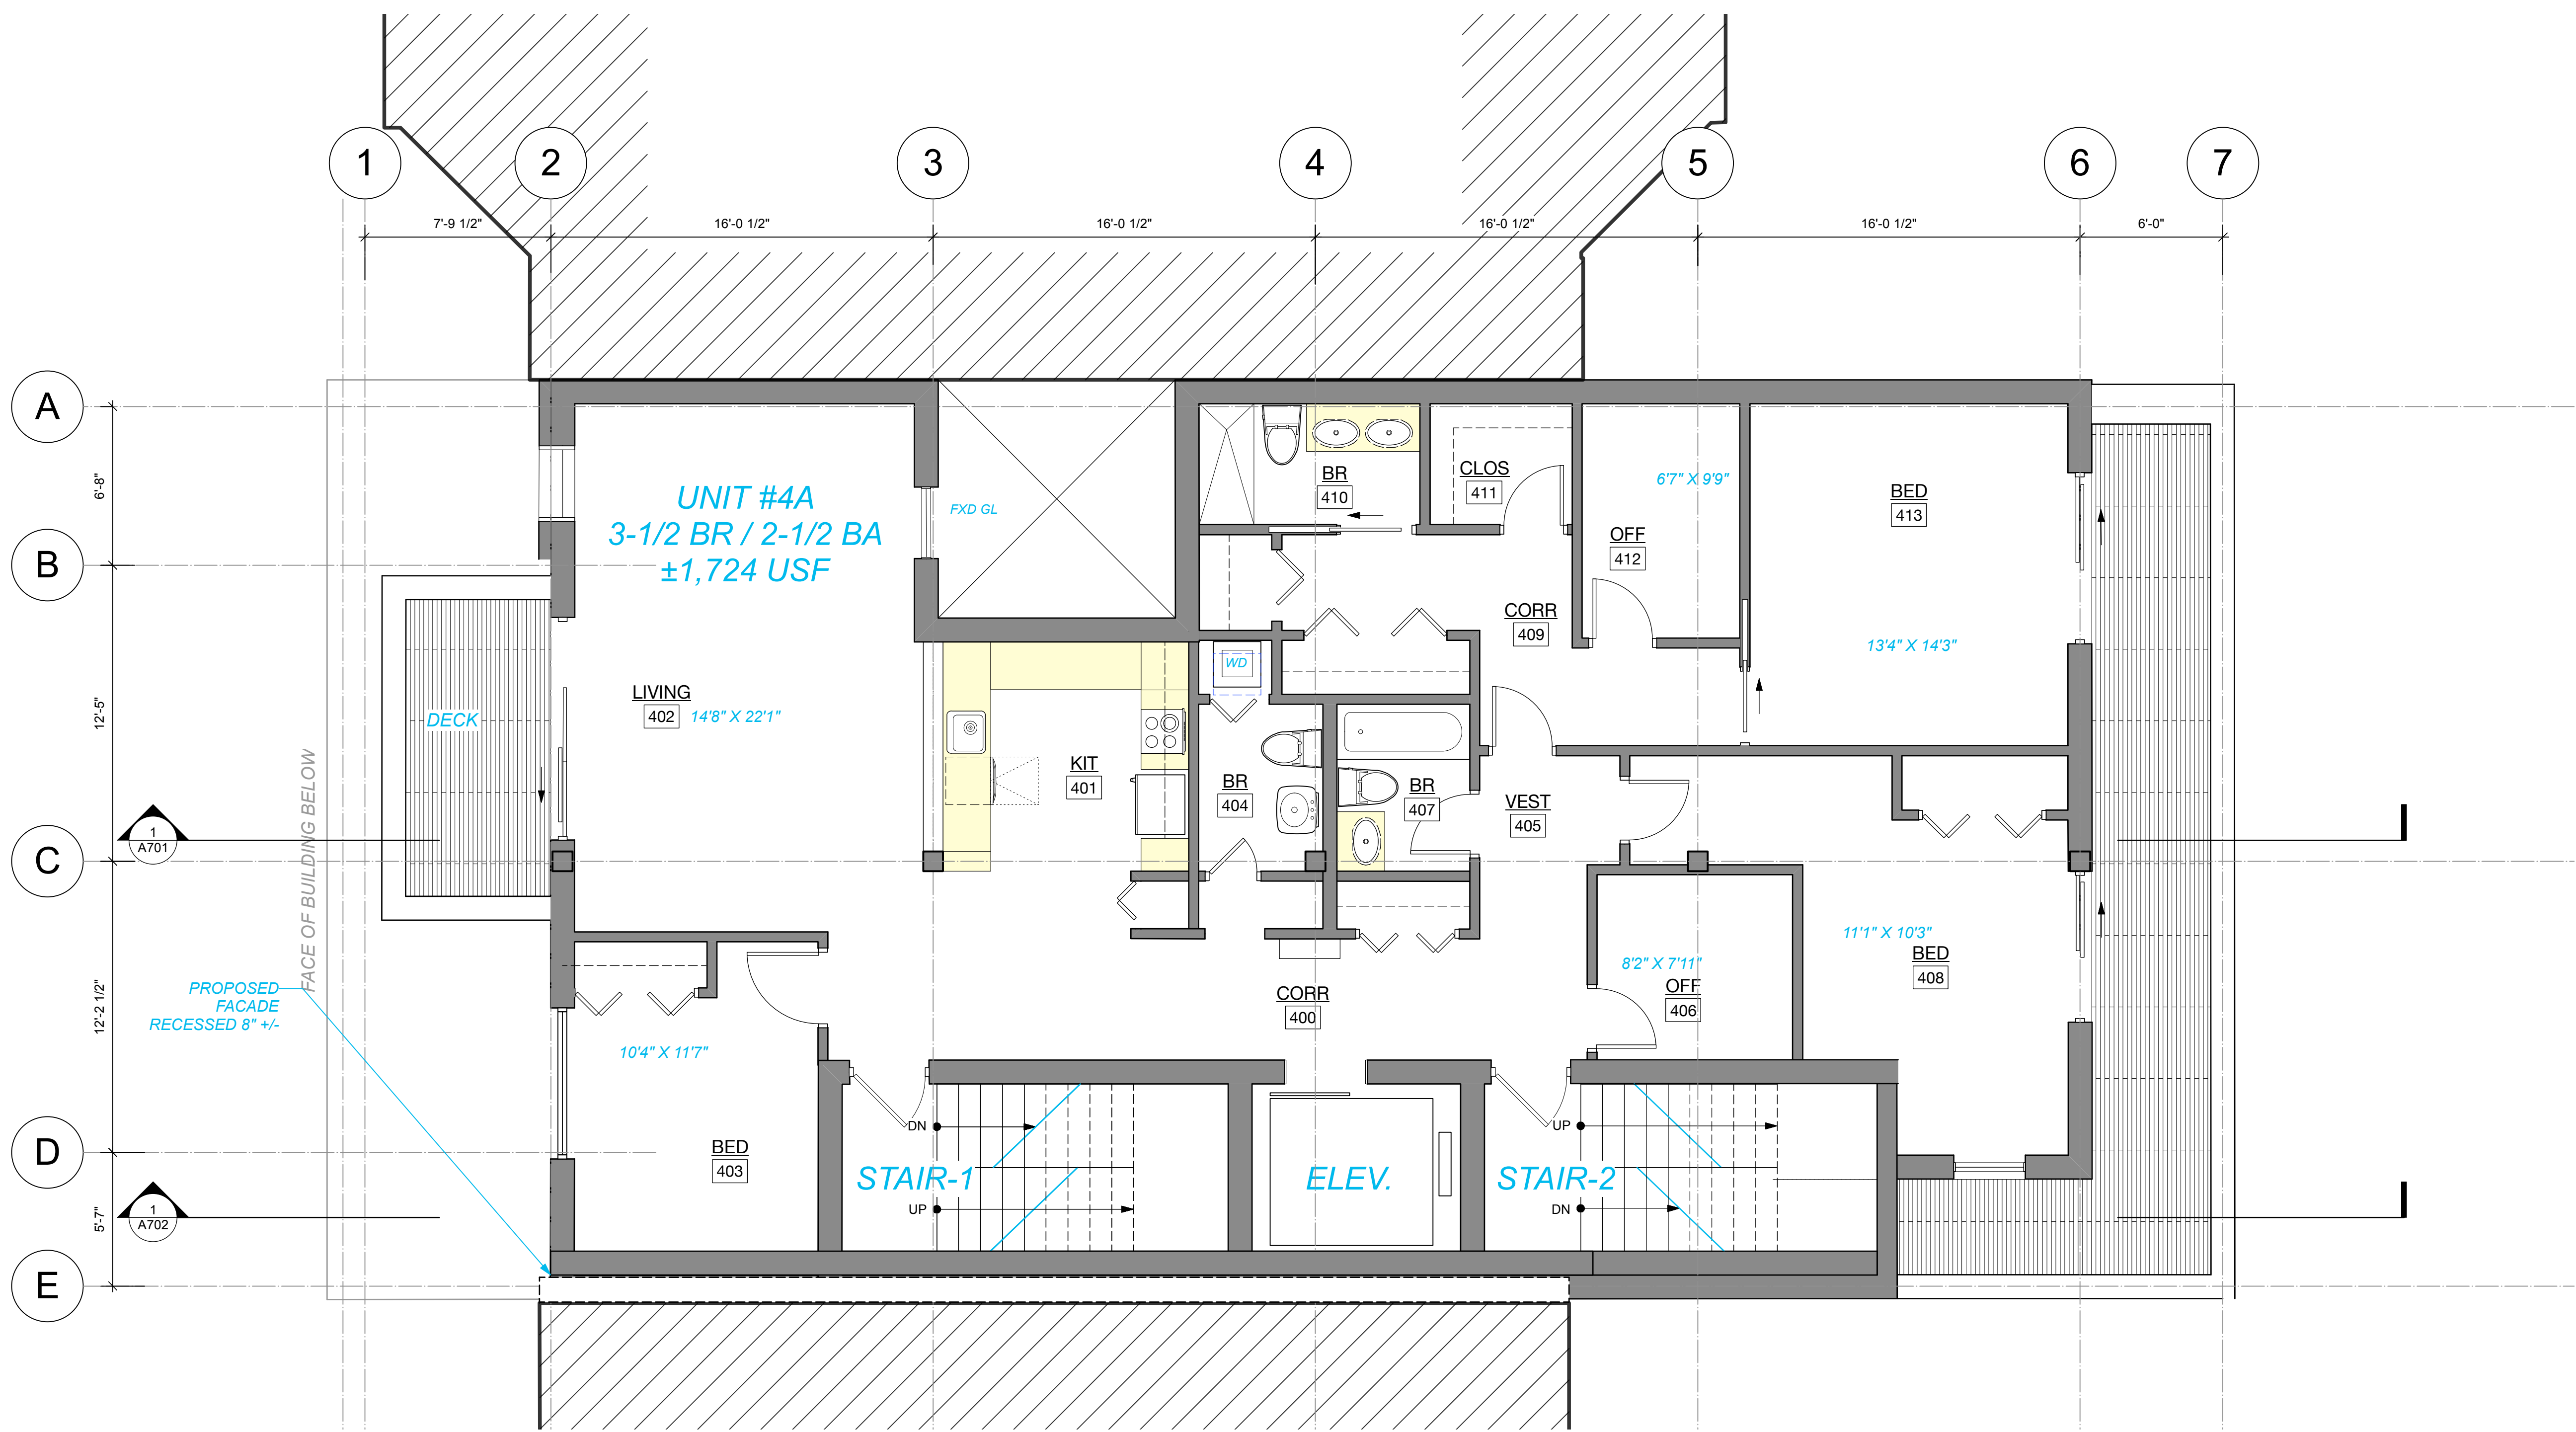 1
2
3
4
5
6
7
7'-9 1/2"
16'-0 1/2"
16'-0 1/2"
16'-0 1/2"
16'-0 1/2"
6'-0"
A
B
C
D
E
6'-8"
12'-5"
12'-2 1/2"
5'-7"
UNIT #4A
3-1/2 BR / 2-1/2 BA
±1,724 USF
FXD GL
BR
410
CLOS
411
6'7" X 9'9"
OFF
412
BED
413
13'4" X 14'3"
CORR
409
LIVING
402
14'8" X 22'1"
DECK
WD
KIT
401
BR
404
BR
407
VEST
405
1
A701
FACE OF BUILDING BELOW
PROPOSED
FACADE
RECESSED 8" +/-
11'1" X 10'3"
BED
408
8'2" X 7'11"
OFF
406
CORR
400
10'4" X 11'7"
BED
403
DN
STAIR-1
UP
ELEV.
UP
STAIR-2
DN
1
A702